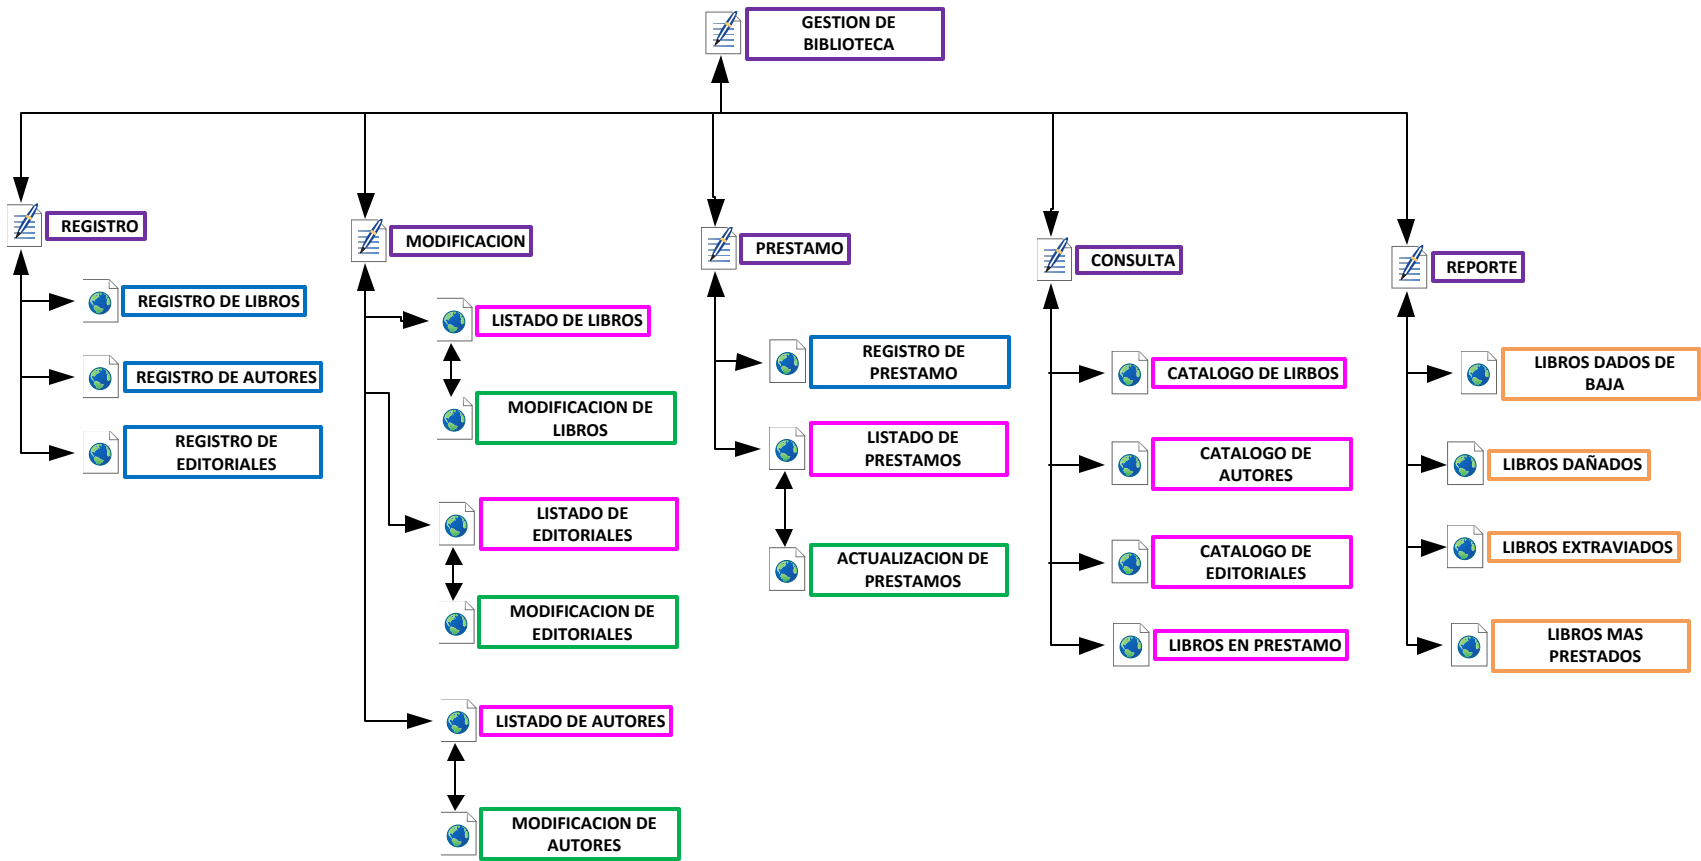 GESTION DE
BIBLIOTECA
REGISTRO
REGISTRO DE LIBROS
REGISTRO DE AUTORES
REGISTRO DE
EDITORIALES
MODIFICACION
LISTADO DE LIBROS
MODIFICACION DE
LIBROS
LISTADO DE
EDITORIALES
MODIFICACION DE
EDITORIALES
LISTADO DE AUTORES
MODIFICACION DE
AUTORES
PRESTAMO
REGISTRO DE
PRESTAMO
LISTADO DE
PRESTAMOS
ACTUALIZACION DE
PRESTAMOS
CONSULTA
CATALOGO DE LIRBOS
CATALOGO DE
AUTORES
CATALOGO DE
EDITORIALES
LIBROS EN PRESTAMO
REPORTE
LIBROS DADOS DE
BAJA
LIBROS DAÑADOS
LIBROS EXTRAVIADOS
LIBROS MAS
PRESTADOS